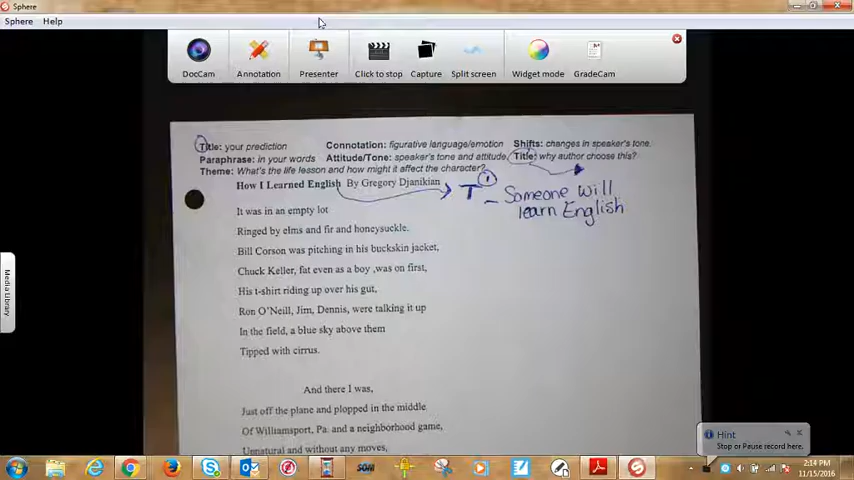 Sphere
Sphere Help
DocCam Annotation Presenter Click to stop Capture Split screen Widget mode GradeCam
Title: your prediction Connotation: figurative language/emotion Shifts: changes in speaker's tone.
Paraphrase: in your words Attitude/Tone: speaker's tone and attitude, Title: why author choose this?
Theme: What's the life lesson and how might it affect the character?
How I Learned English By Gregory Djanikian T 1 - Someone will
learn English
It was in an empty lot
Ringed by elms and fir and honeysuckle.
Bill Corson was pitching in his buckskin jacket,
Chuck Keller, fat even as a boy ,was on first,
His t-shirt riding up over his gut,
Ron O'Neill, Jim, Dennis, were talking it up
In the field, a blue sky above them
Tipped with cirrus.
And there I was,
Just off the plane and plopped in the middle
Of Williamsport, Pa. and a neighborhood game,
Unnatural and without any moves,
Media Library
Hint
Stop or Pause record here.
SOM
2:14 PM
11/15/2016